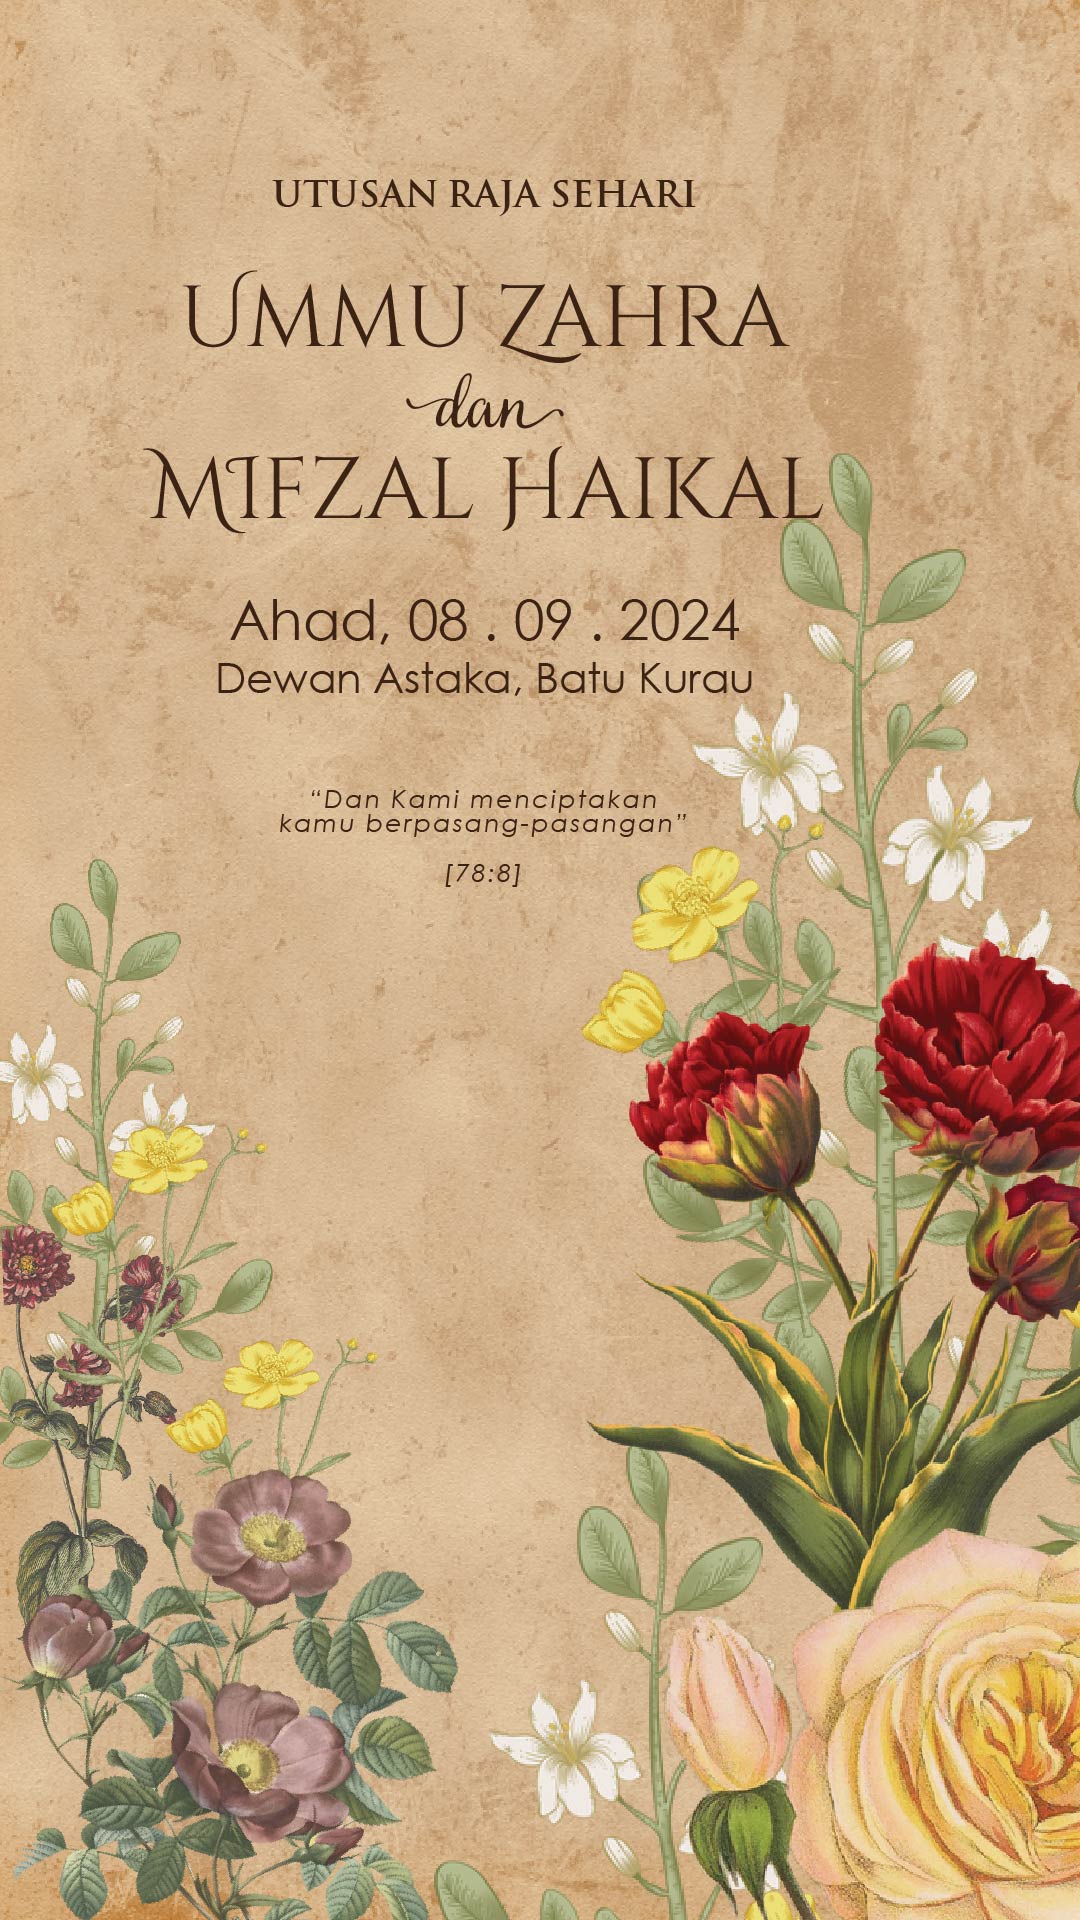 UTUSAN RAJA SEHARI
UMMU ZAHRA
dan
MIFZAL HAIKAL
Ahad, 08 . 09 . 2024
Dewan Astaka, Batu Kurau
“Dan Kami menciptakan
kamu berpasang-pasangan”
[78:8]